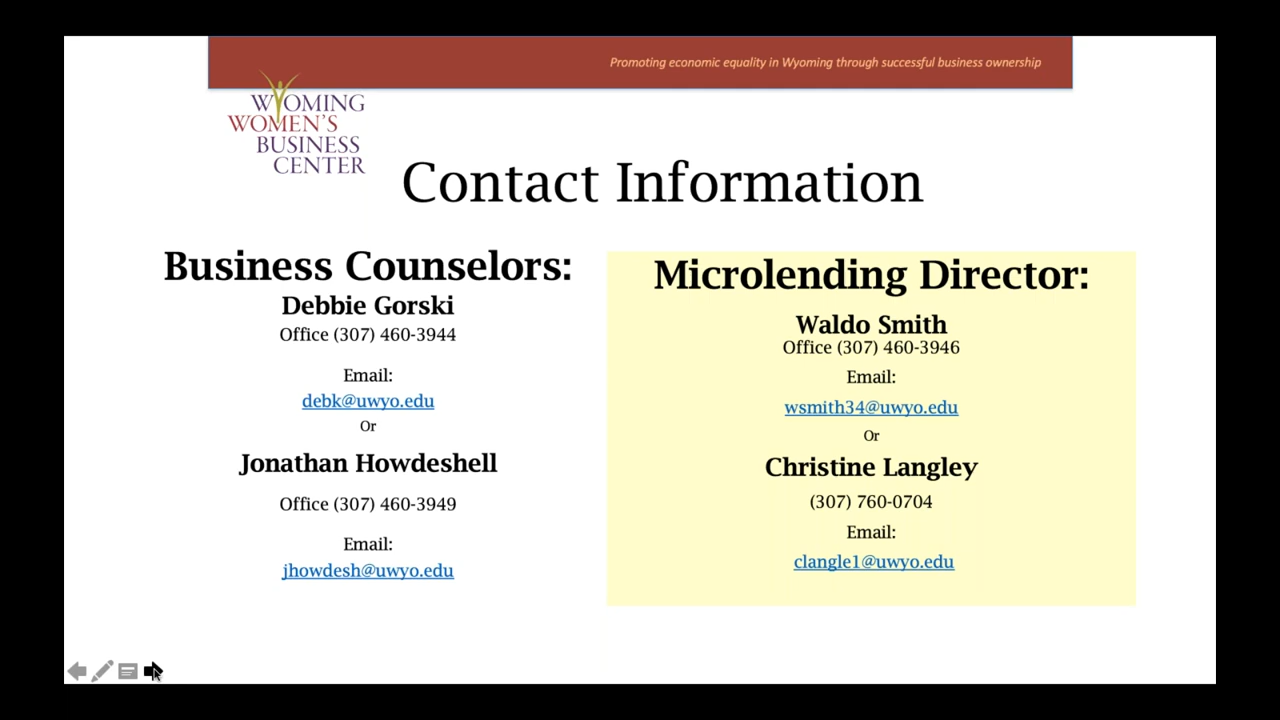 Promoting economic equality in Wyoming through successful business ownership
WYOMING
WOMEN'S
BUSINESS
CENTER
Contact Information
Business Counselors:
Debbie Gorski
Office (307) 460-3944
Email:
debk@uwyo.edu
Or
Jonathan Howdeshell
Office (307) 460-3949
Email:
jhowdesh@uwyo.edu
Microlending Director:
Waldo Smith
Office (307) 460-3946
Email:
wsmith34@uwyo.edu
Or
Christine Langley
(307) 760-0704
Email:
clangle1@uwyo.edu